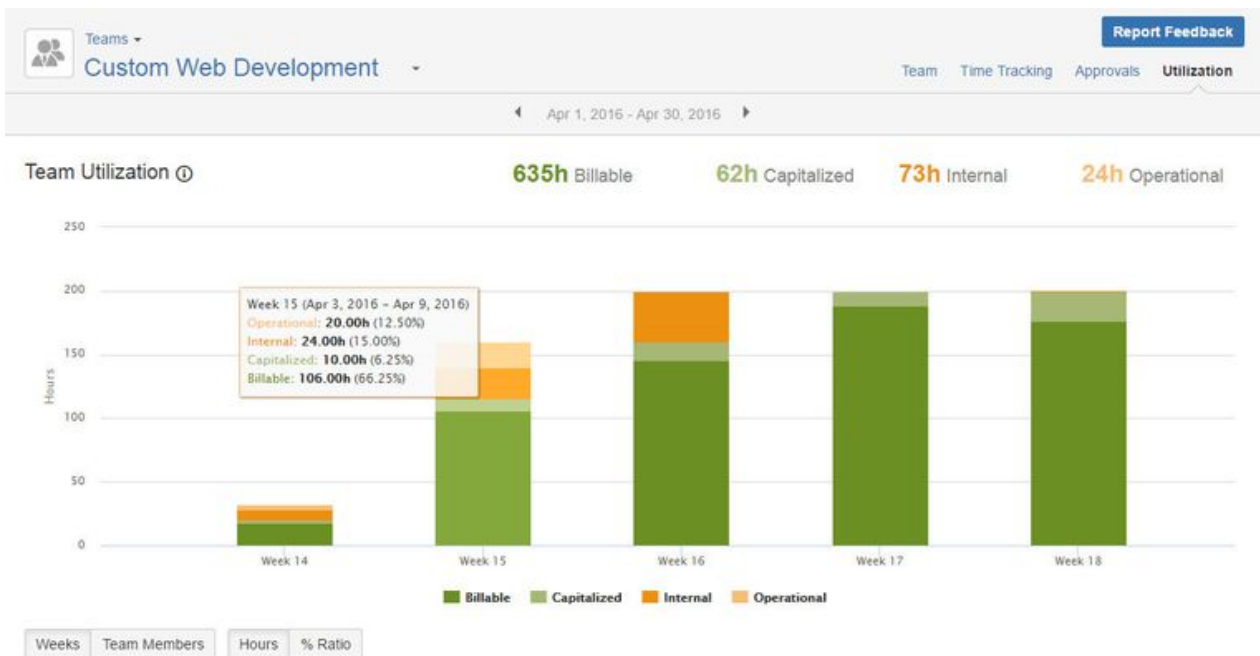 Teams
Custom Web Development
Report Feedback
Team Time Tracking Approvals Utilization
Apr 1, 2016 - Apr 30, 2016
Team Utilization
635h Billable 62h Capitalized 73h Internal 24h Operational
250
200
150
100
50
0
Hours
Week 15 (Apr 3, 2016 – Apr 9, 2016)
Operational: 20.00h (12.50%)
Internal: 24.00h (15.00%)
Capitalized: 10.00h (6.25%)
Billable: 106.00h (66.25%)
Week 14 Week 15 Week 16 Week 17 Week 18
Billable Capitalized Internal Operational
Weeks Team Members Hours % Ratio